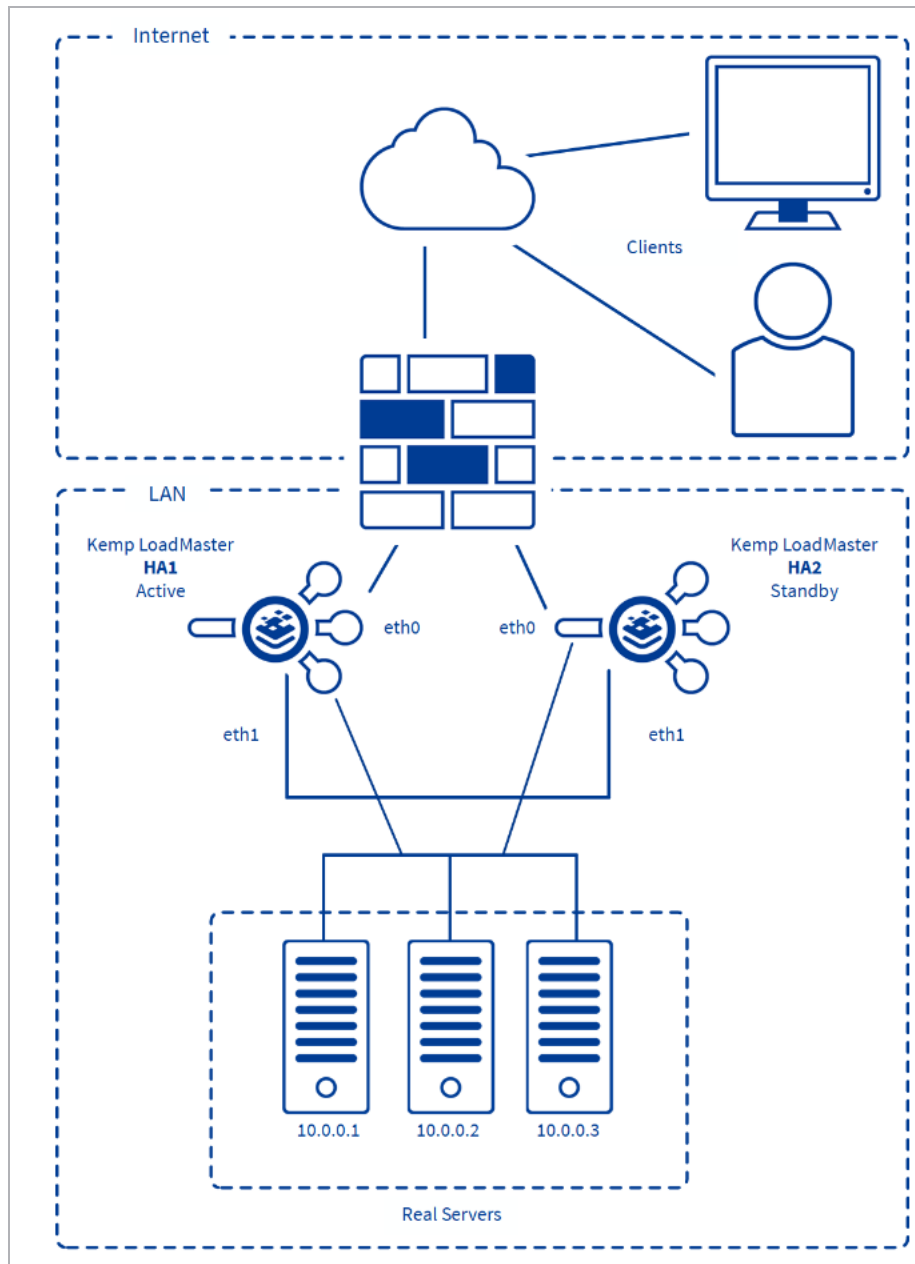 Internet
Clients
LAN
Kemp LoadMaster
HA1
Active
Kemp LoadMaster
HA2
Standby
eth0
eth0
eth1
eth1
10.0.0.1
10.0.0.2
10.0.0.3
Real Servers